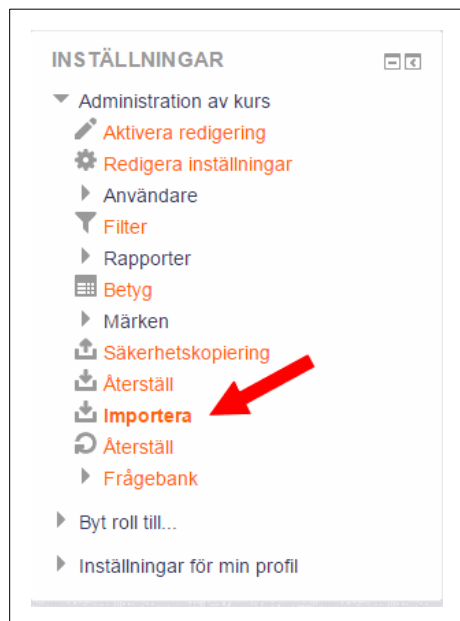 INSTÄLLNINGAR
Administration av kurs
Aktivera redigering
Redigera inställningar
Användare
Filter
Rapporter
Betyg
Märken
Säkerhetskopiering
Återställ
Importera
Återställ
Frågebank
Byt roll till...
Inställningar för min profil